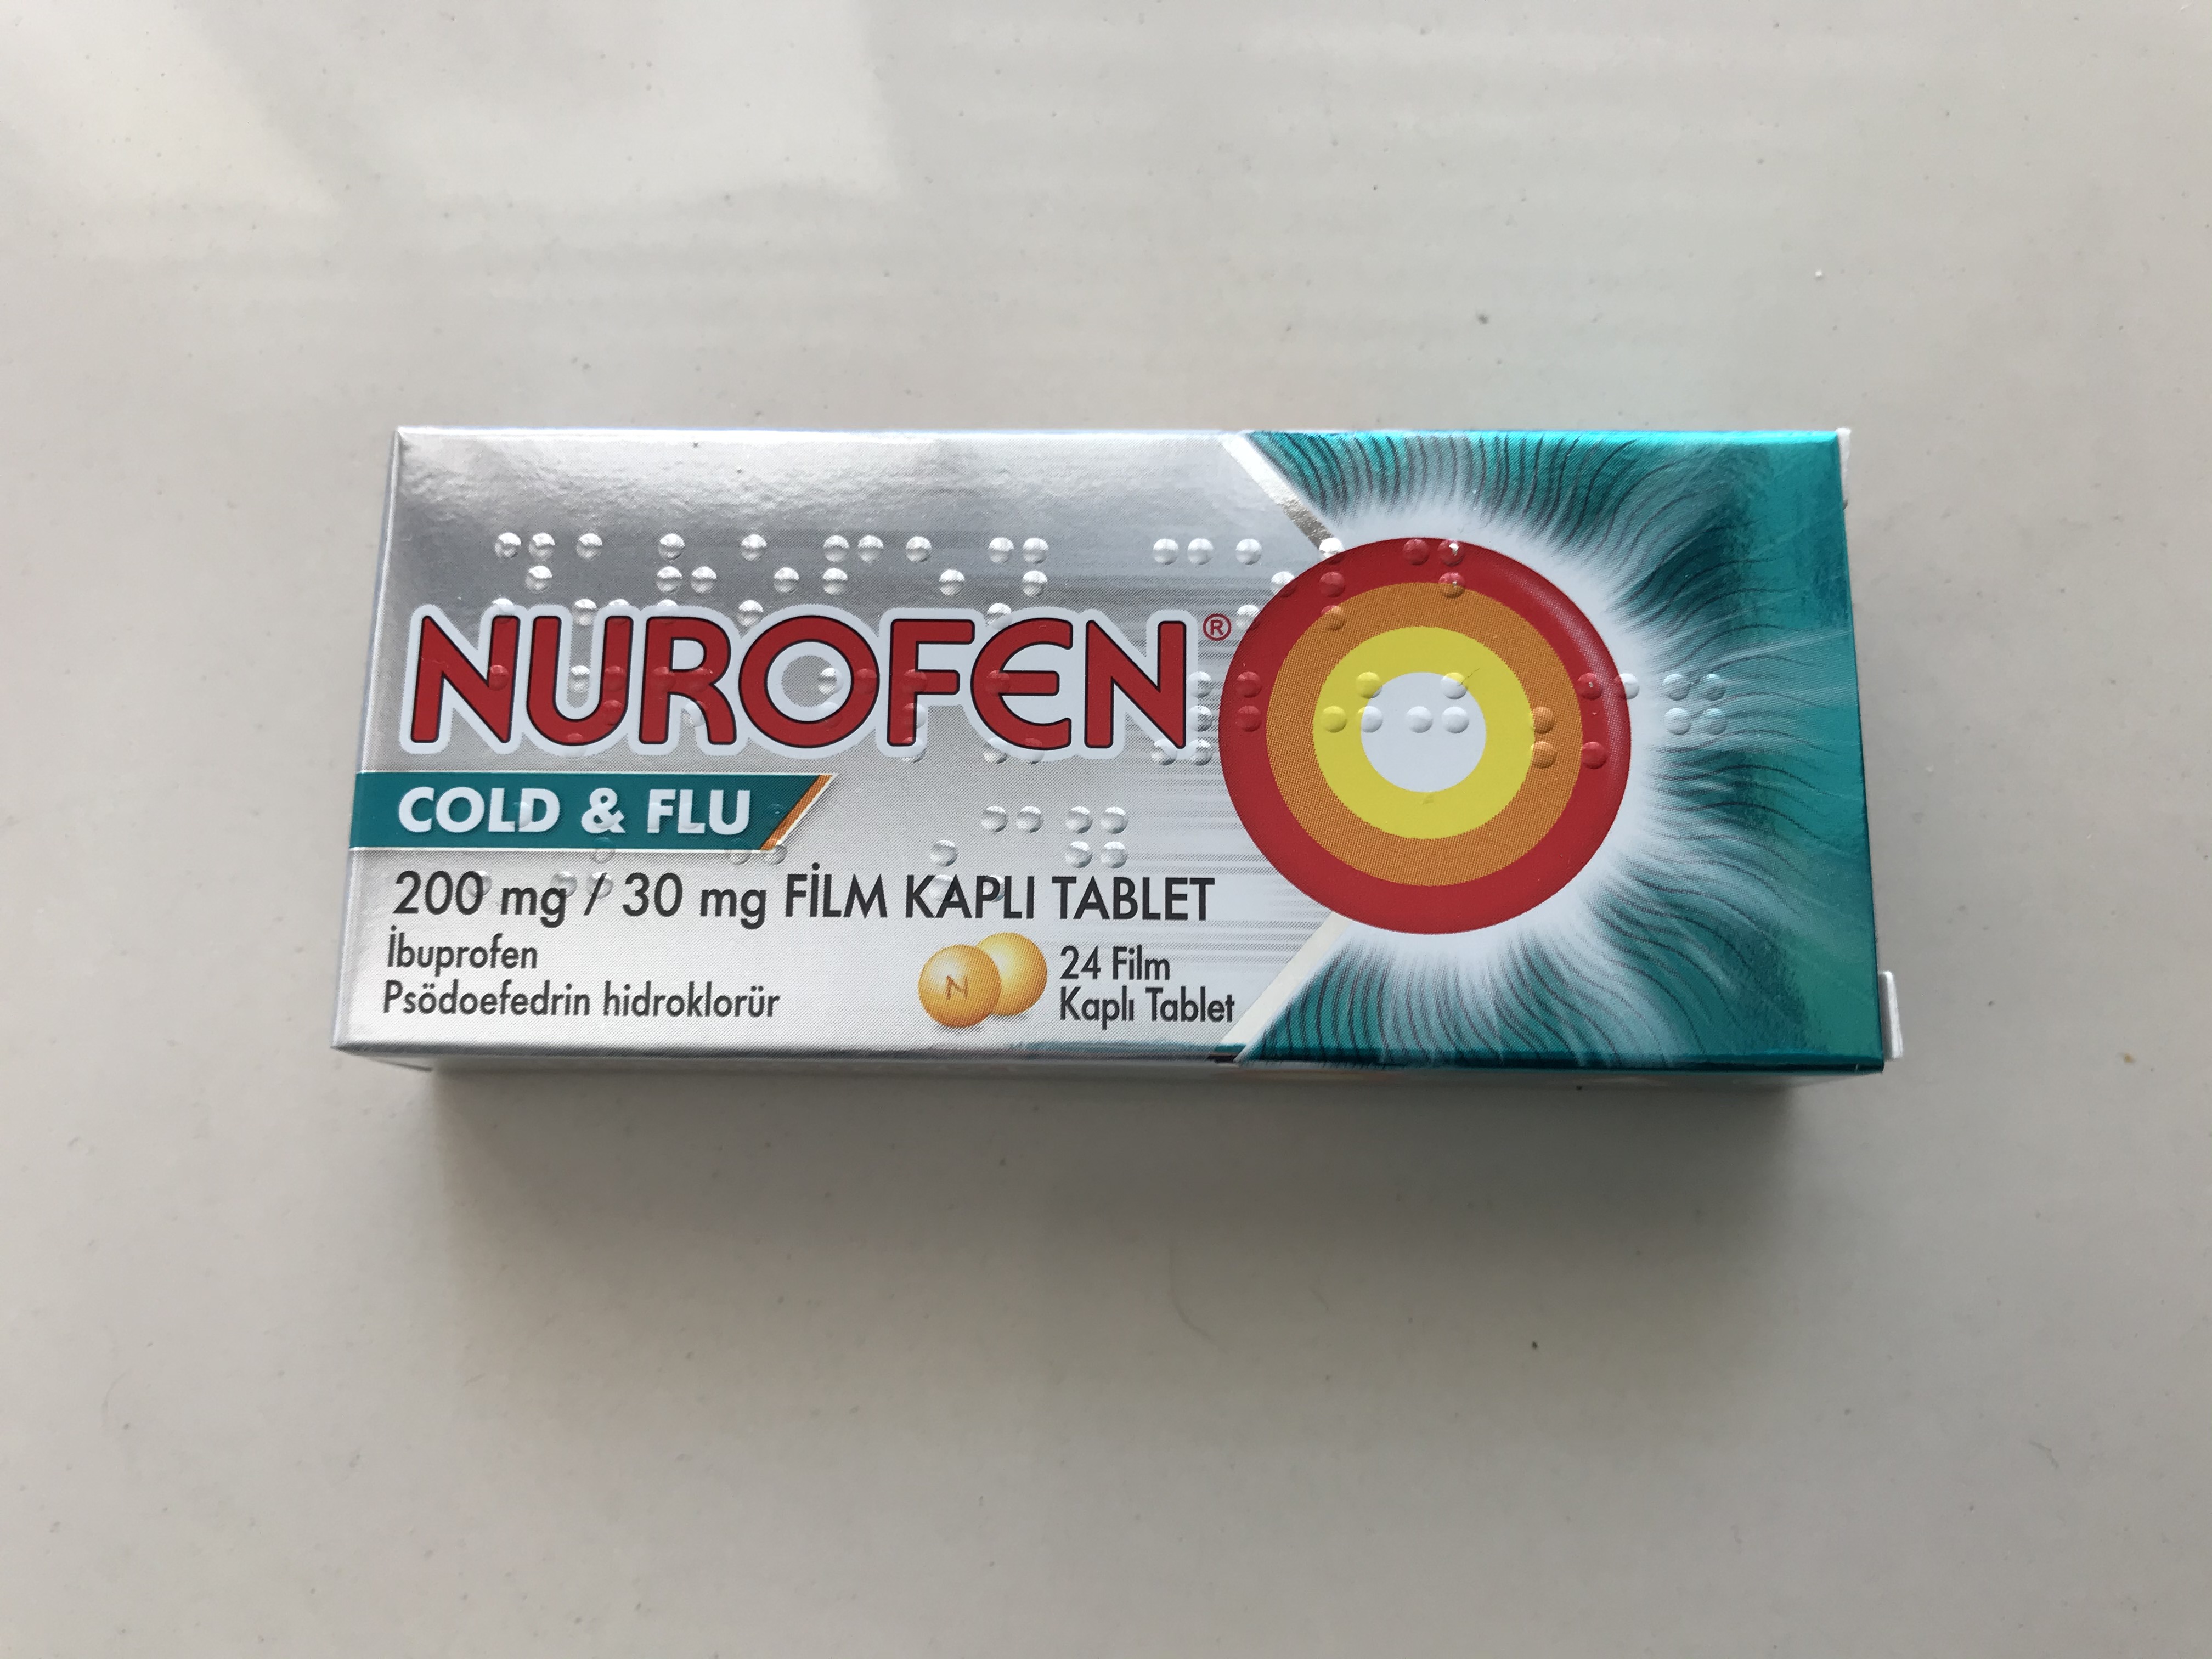 NUROFEN®
COLD & FLU
200 mg / 30 mg FİLM KAPLI TABLET
İbuprofen
Psödoefedrin hidroklorür
N
24 Film
Kaplı Tablet